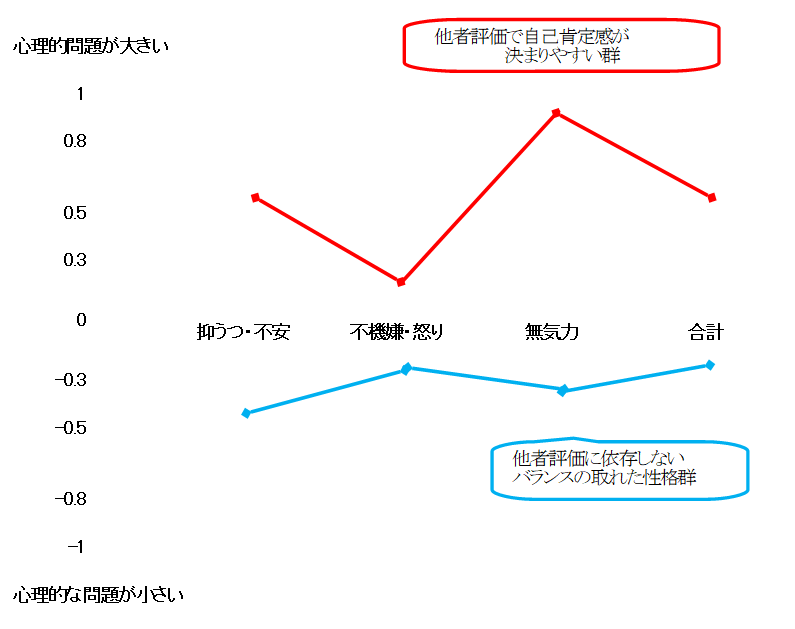 心理的問題が大きい
他者評価で自己肯定感が
決まりやすい群
1
0.8
0.5
0.3
0
抑うつ・不安 不機嫌・怒り 無気力 合計
-0.3
-0.5
他者評価に依存しない
バランスの取れた性格群
-0.8
-1
心理的な問題が小さい